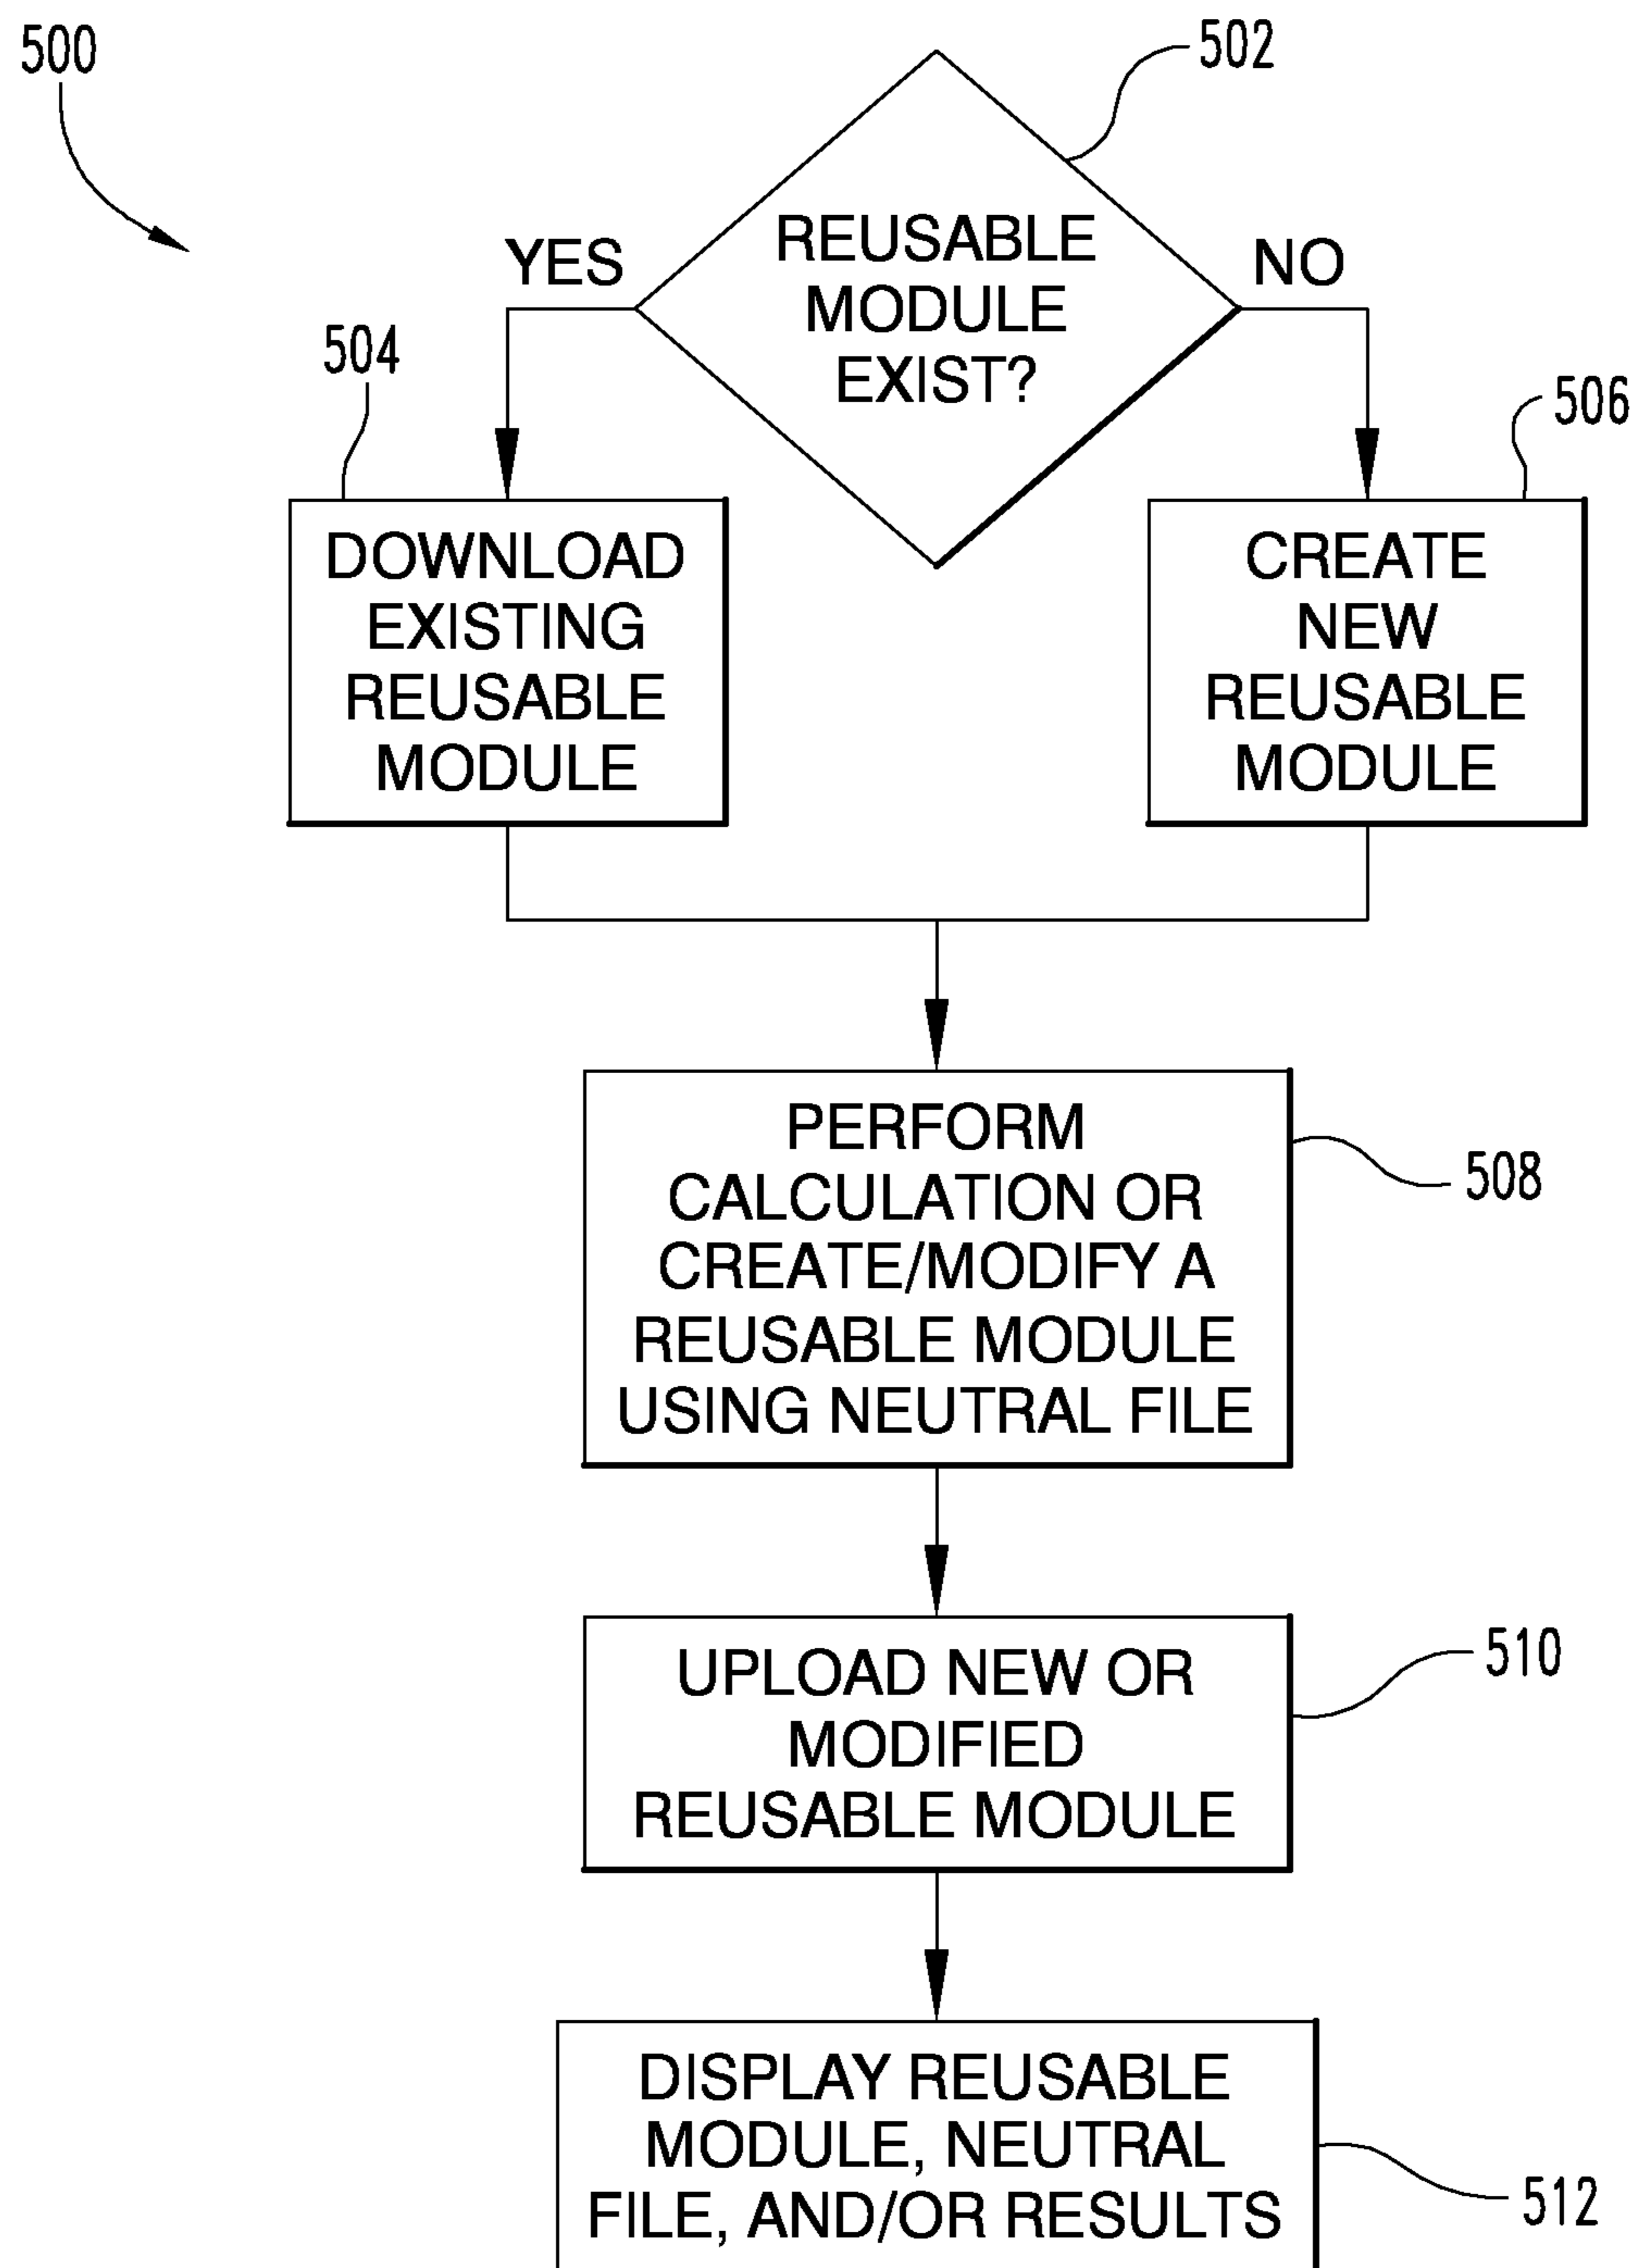 500
502
REUSABLE
MODULE
EXIST?
YES
NO
504
506
DOWNLOAD
EXISTING
REUSABLE
MODULE
CREATE
NEW
REUSABLE
MODULE
PERFORM
CALCULATION OR
CREATE/MODIFY A
REUSABLE MODULE
USING NEUTRAL FILE
508
UPLOAD NEW OR
MODIFIED
REUSABLE MODULE
510
DISPLAY REUSABLE
MODULE, NEUTRAL
FILE, AND/OR RESULTS
512